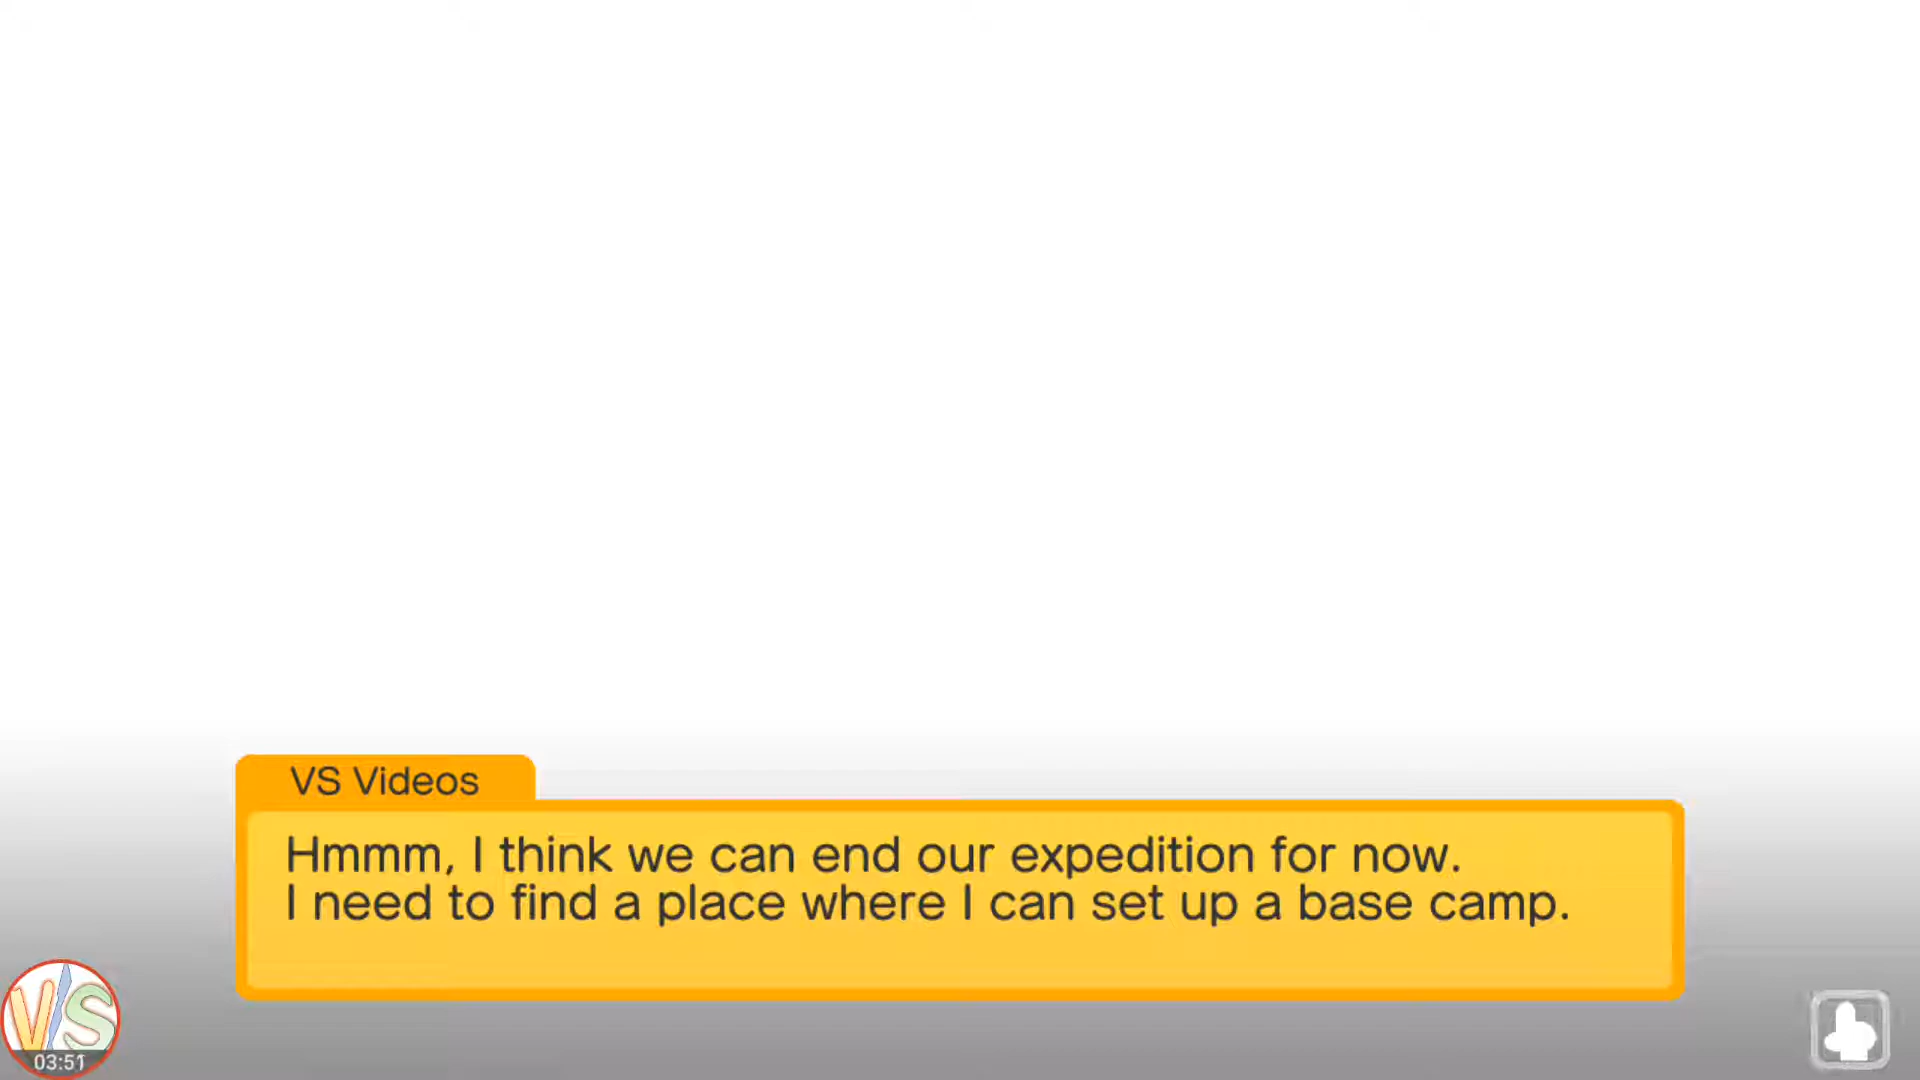 VS Videos
Hmmm, I think we can end our expedition for now.
I need to find a place where I can set up a base camp.
VS
03:51